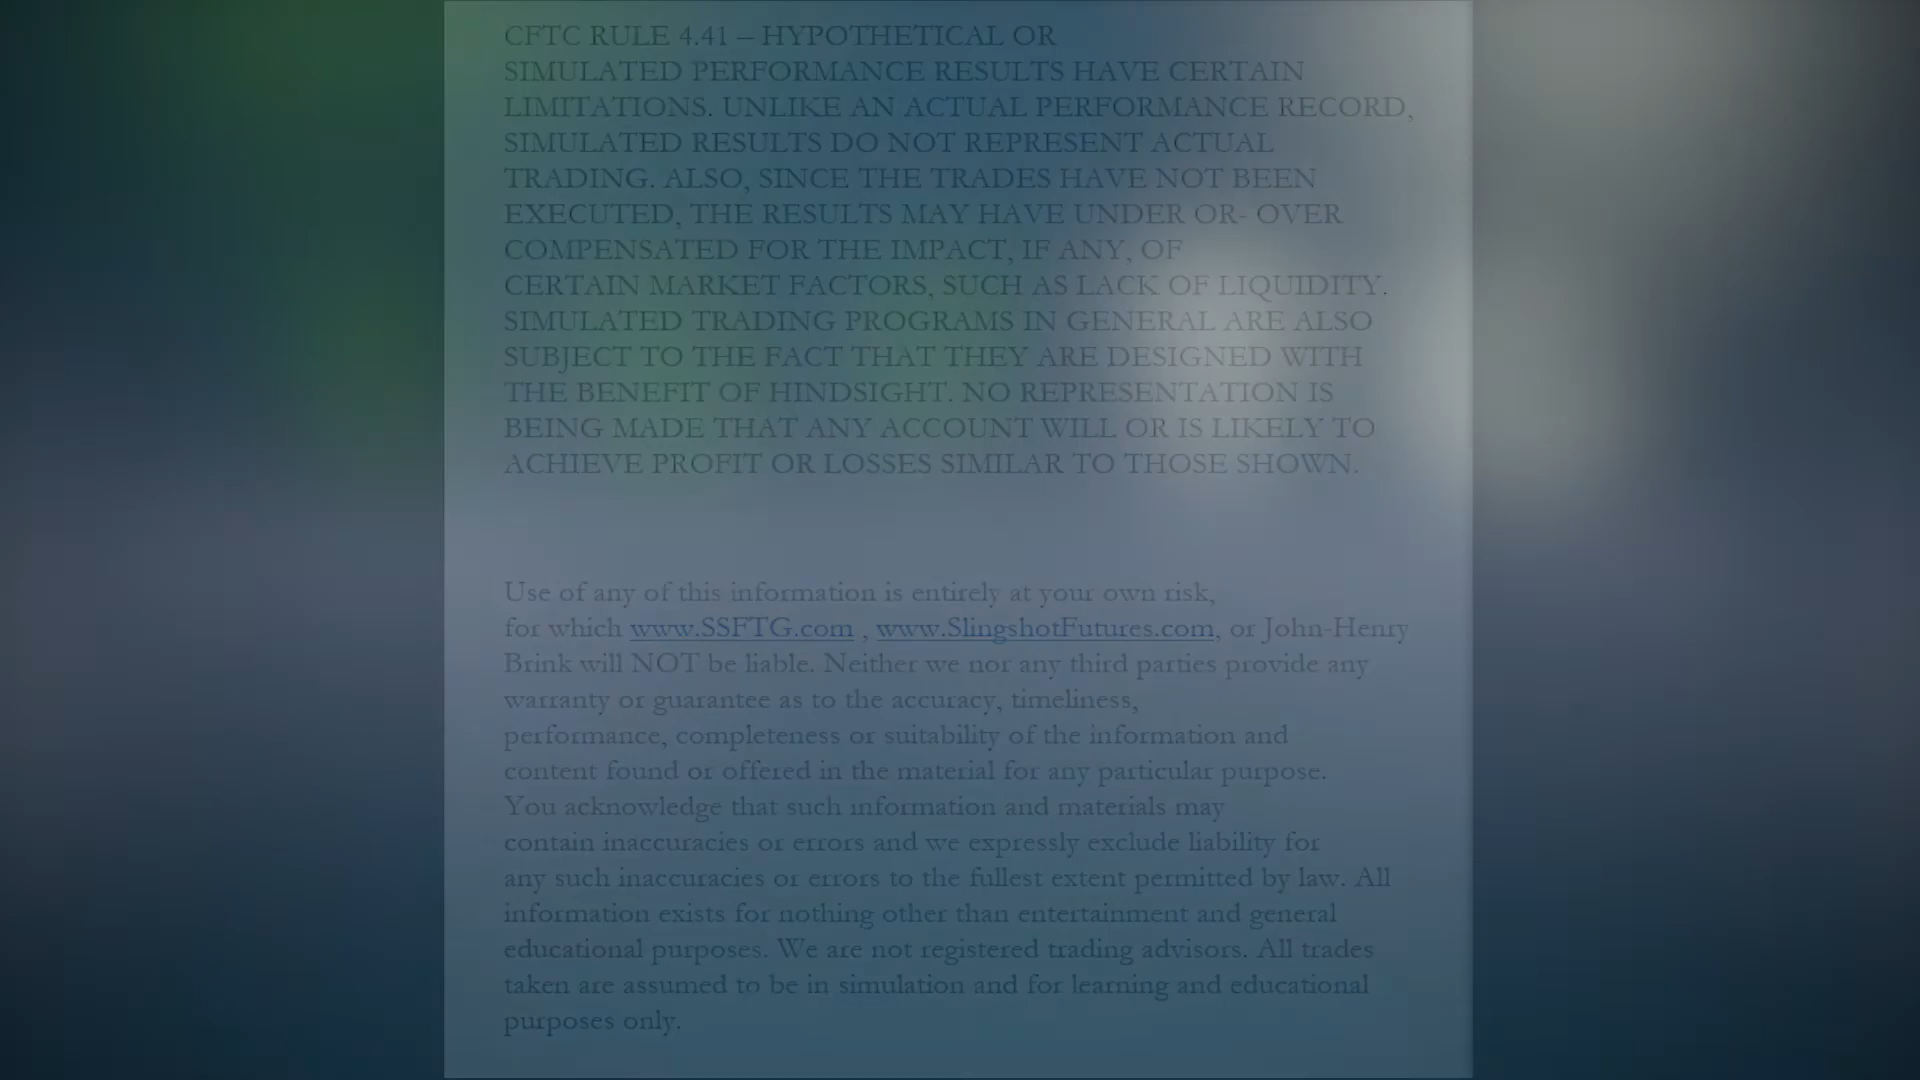 CFTC RULE 4.41 – HYPOTHETICAL OR
SIMULATED PERFORMANCE RESULTS HAVE CERTAIN
LIMITATIONS. UNLIKE AN ACTUAL PERFORMANCE RECORD,
SIMULATED RESULTS DO NOT REPRESENT ACTUAL
TRADING. ALSO, SINCE THE TRADES HAVE NOT BEEN
EXECUTED, THE RESULTS MAY HAVE UNDER OR- OVER
COMPENSATED FOR THE IMPACT, IF ANY, OF
CERTAIN MARKET FACTORS, SUCH AS LACK OF LIQUIDITY.
SIMULATED TRADING PROGRAMS IN GENERAL ARE ALSO
SUBJECT TO THE FACT THAT THEY ARE DESIGNED WITH
THE BENEFIT OF HINDSIGHT. NO REPRESENTATION IS
BEING MADE THAT ANY ACCOUNT WILL OR IS LIKELY TO
ACHIEVE PROFIT OR LOSSES SIMILAR TO THOSE SHOWN.
Use of any of this information is entirely at your own risk,
for which www.SSFTG.com , www.SlingshotFutures.com, or John-Henry
Brink will NOT be liable. Neither we nor any third parties provide any
warranty or guarantee as to the accuracy, timeliness,
performance, completeness or suitability of the information and
content found or offered in the material for any particular purpose.
You acknowledge that such information and materials may
contain inaccuracies or errors and we expressly exclude liability for
any such inaccuracies or errors to the fullest extent permitted by law. All
information exists for nothing other than entertainment and general
educational purposes. We are not registered trading advisors. All trades
taken are assumed to be in simulation and for learning and educational
purposes only.